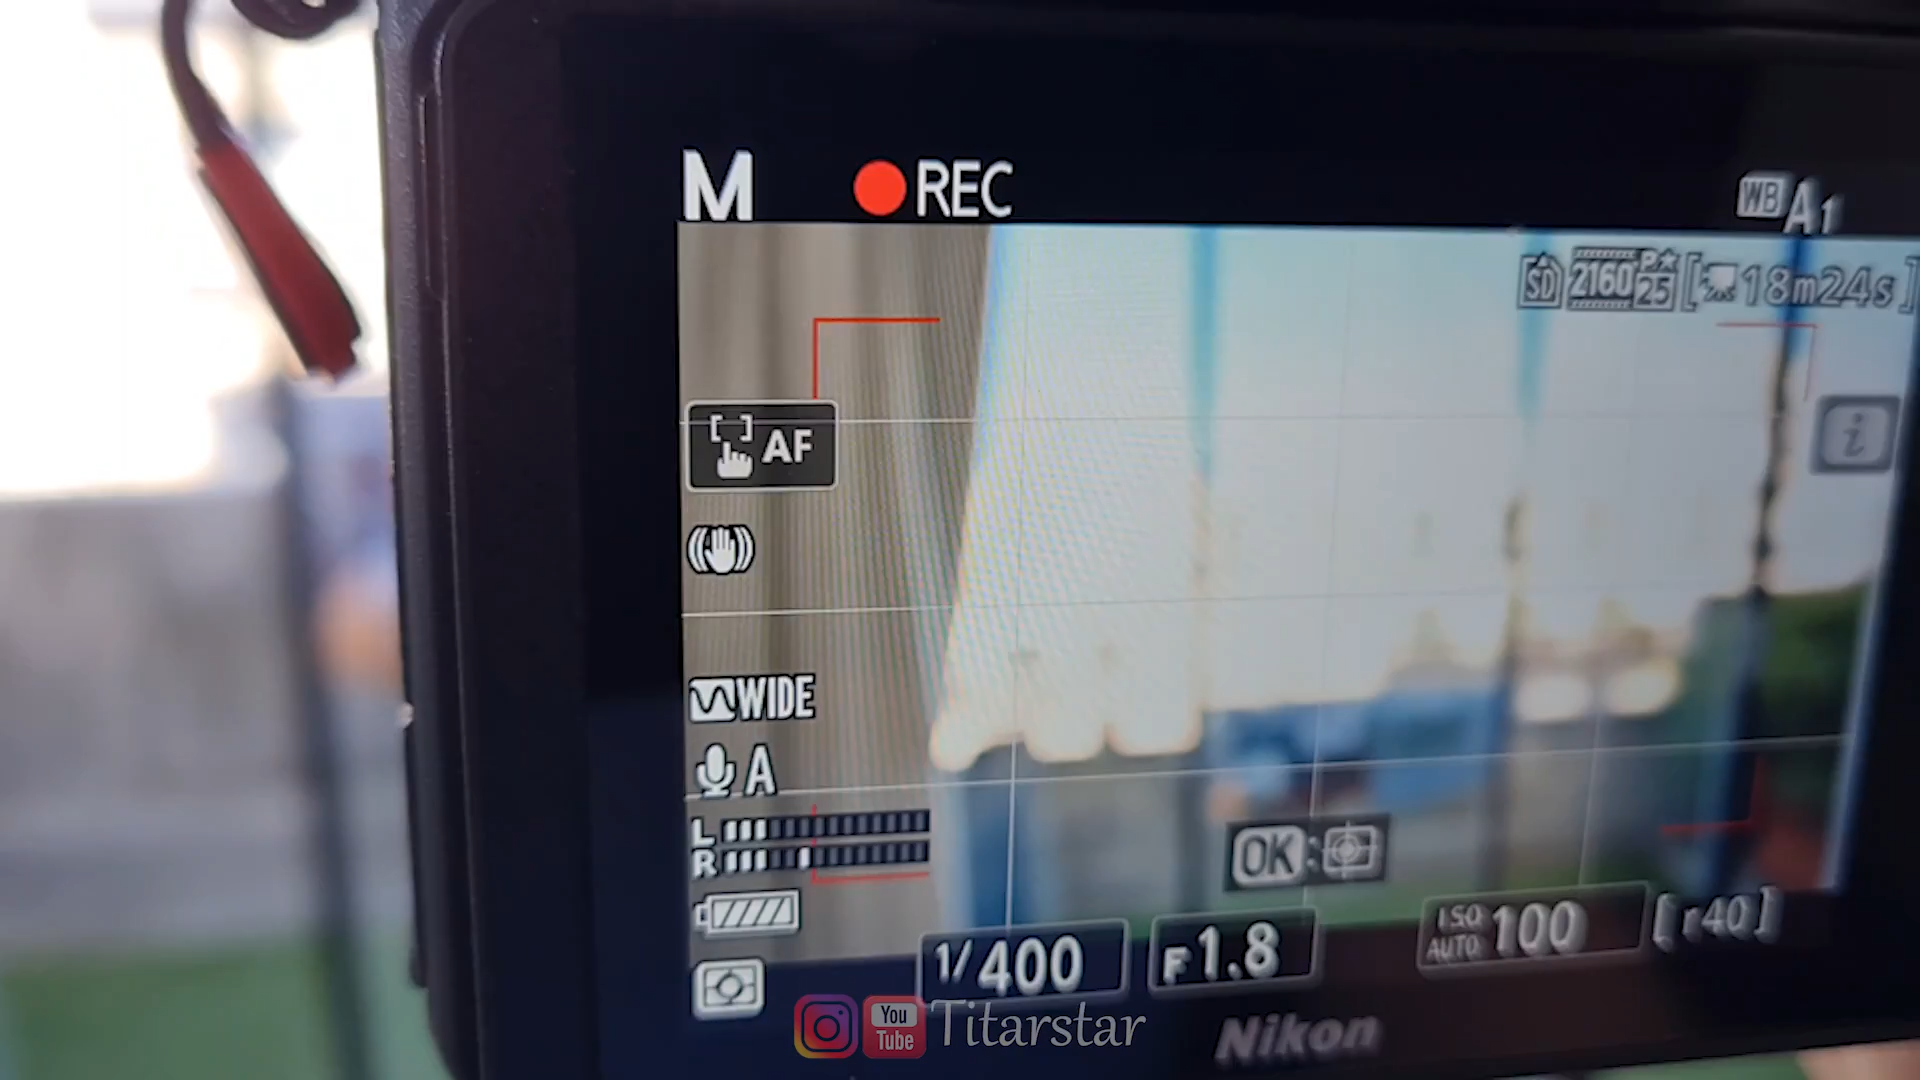 M REC WB A1
SD 2160 P★ 25 [18m24s]
AF
i
WIDE
A
L
R
OK :
1/400 F1.8 ISO AUTO 100 [r40]
You Tube Titarstar
Nikon